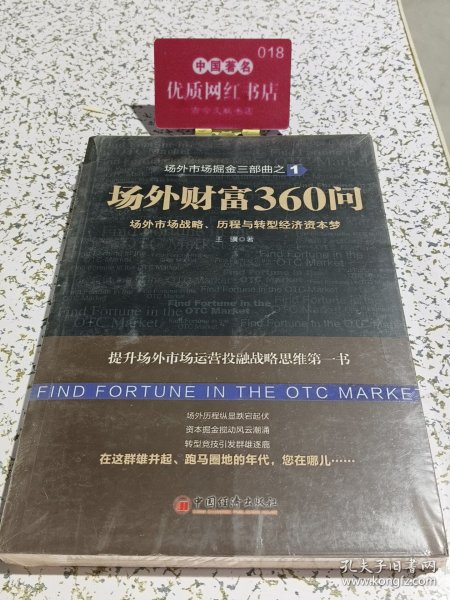 018
中国著名
优质网红书店
古今文献书店
场外市场掘金三部曲之1
场外财富360问
场外市场战略、历程与转型经济资本梦
王骥◎著
Find Fortune in the
OTC Market
提升场外市场运营投融战略思维第一书
FIND FORTUNE IN THE OTC MARKE
场外历程纵显跌宕起伏
资本掘金搅动风云潮涌
转型竞技引发群雄逐鹿
在这群雄并起、跑马圈地的年代，您在哪儿……
中国经济出版社
孔夫子旧书网
www.kongfz.com